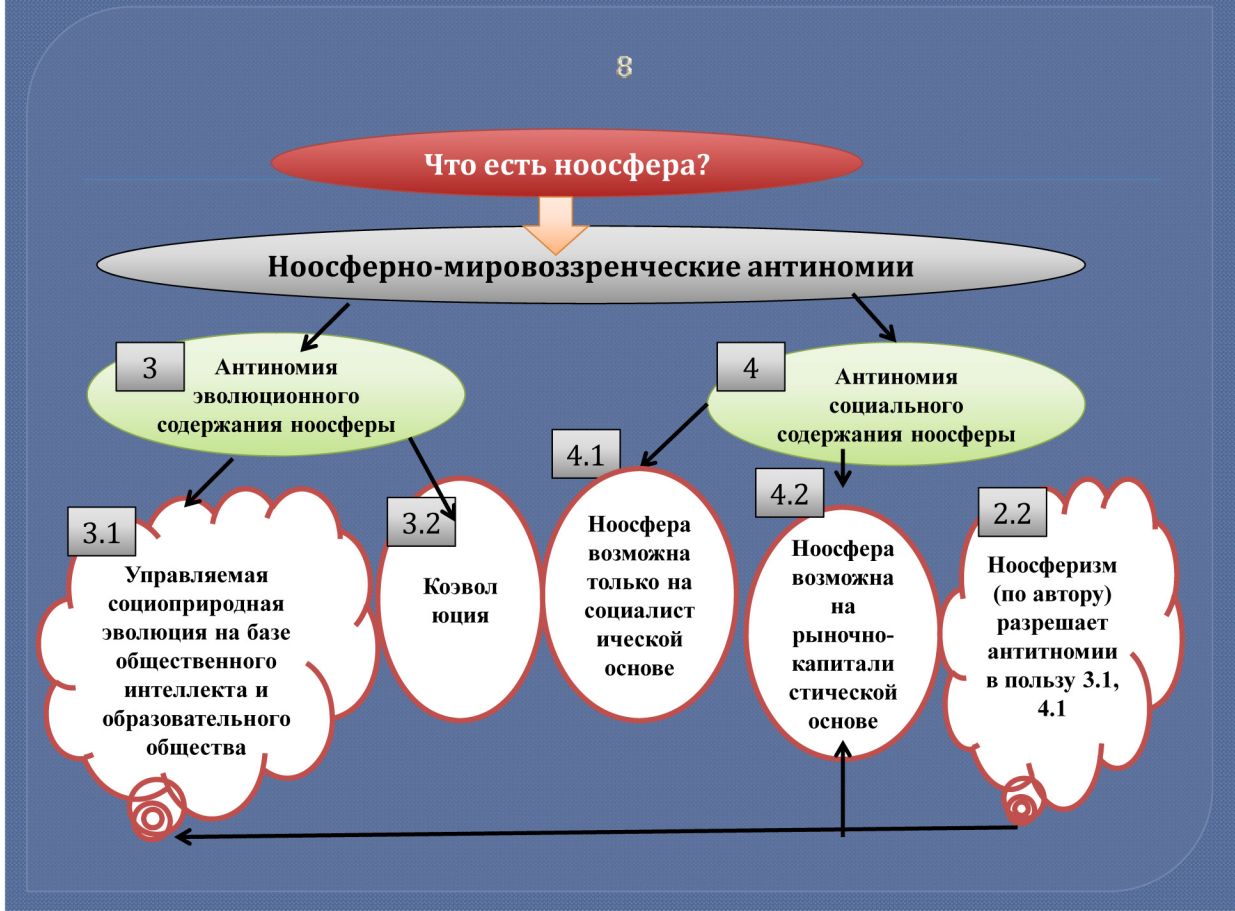 8
Что есть ноосфера?
Ноосферно-мировоззренческие антиномии
3
Антиномия
эволюционного
содержания ноосферы
4
Антиномия
социального
содержания ноосферы
3.1
Управляемая
социоприродная
эволюция на базе
общественного
интеллекта и
образовательного
общества
3.2
Коэвол
юция
4.1
Ноосфера
возможна
только на
социалист
ической
основе
4.2
Ноосфера
возможна
на
рыночно-
капитали
стической
основе
2.2
Ноосферизм
(по автору)
разрешает
антитномии
в пользу 3.1,
4.1